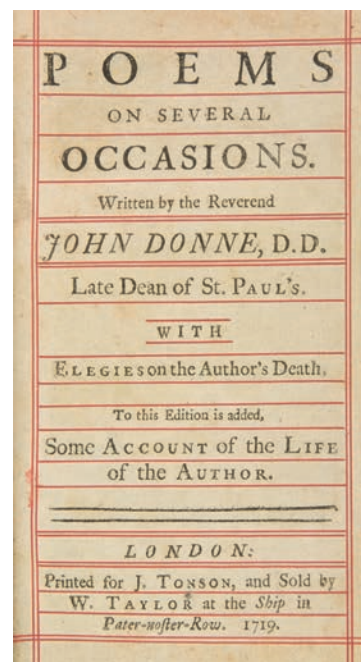 POEMS
ON SEVERAL
OCCASIONS.
Written by the Reverend
JOHN DONNE, D.D.
Late Dean of St. PAUL's.
WITH
ELEGIES on the Author's Death,
To this Edition is added,
Some ACCOUNT of the LIFE
of the AUTHOR.
LONDON:
Printed for J. TONSON, and Sold by
W. TAYLOR at the Ship in
Pater-noſter-Row. 1719.